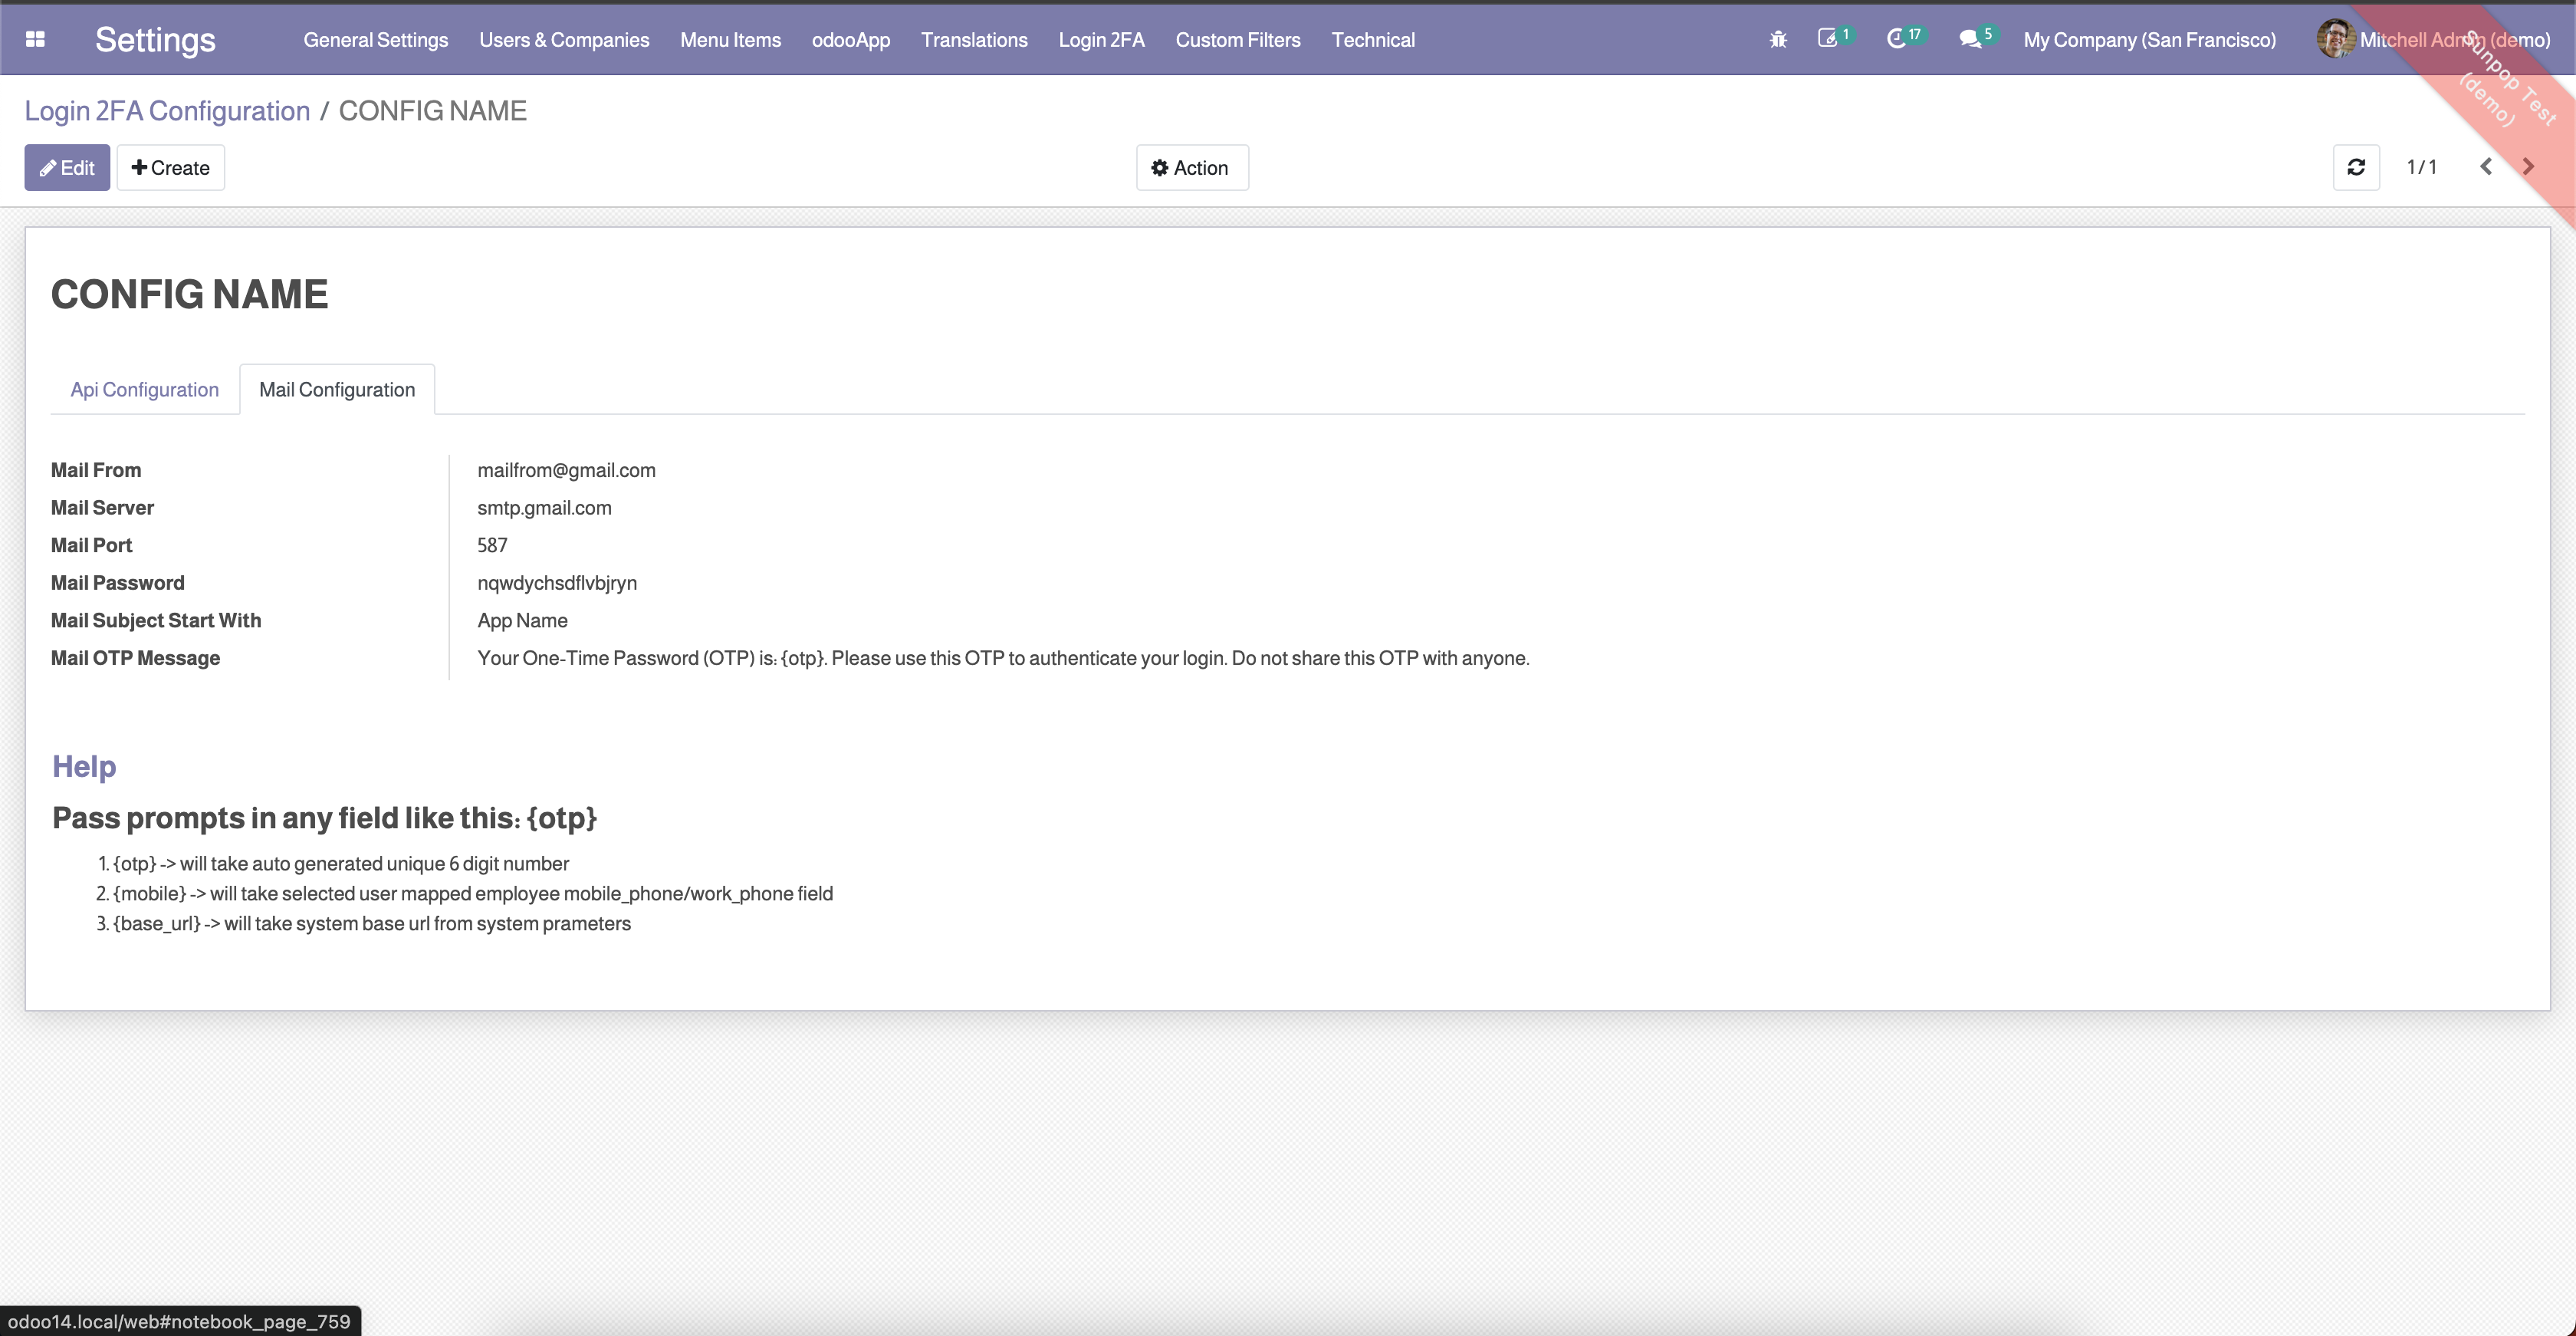 Settings General Settings Users & Companies Menu Items odooApp Translations Login 2FA Custom Filters Technical 1 17 5 My Company (San Francisco) Mitchell Admin (demo)
Sunpop Test
(demo)
Login 2FA Configuration / CONFIG NAME
Edit Create Action 1 / 1
CONFIG NAME
Api Configuration Mail Configuration
Mail From mailfrom@gmail.com
Mail Server smtp.gmail.com
Mail Port 587
Mail Password nqwdychsdflvbjryn
Mail Subject Start With App Name
Mail OTP Message Your One-Time Password (OTP) is: {otp}. Please use this OTP to authenticate your login. Do not share this OTP with anyone.
Help
Pass prompts in any field like this: {otp}
1. {otp} -> will take auto generated unique 6 digit number
2. {mobile} -> will take selected user mapped employee mobile_phone/work_phone field
3. {base_url} -> will take system base url from system prameters
odoo14.local/web#notebook_page_759